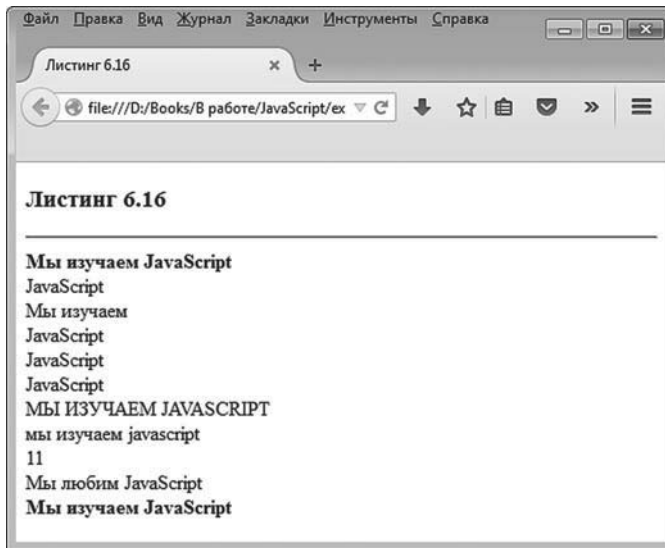 Файл Правка Вид Журнал Закладки Инструменты Справка
Листинг 6.16
file:///D:/Books/В работе/JavaScript/ex
Листинг 6.16
Мы изучаем JavaScript
JavaScript
Мы изучаем
JavaScript
JavaScript
JavaScript
МЫ ИЗУЧАЕМ JAVASCRIPT
мы изучаем javascript
11
Мы любим JavaScript
Мы изучаем JavaScript